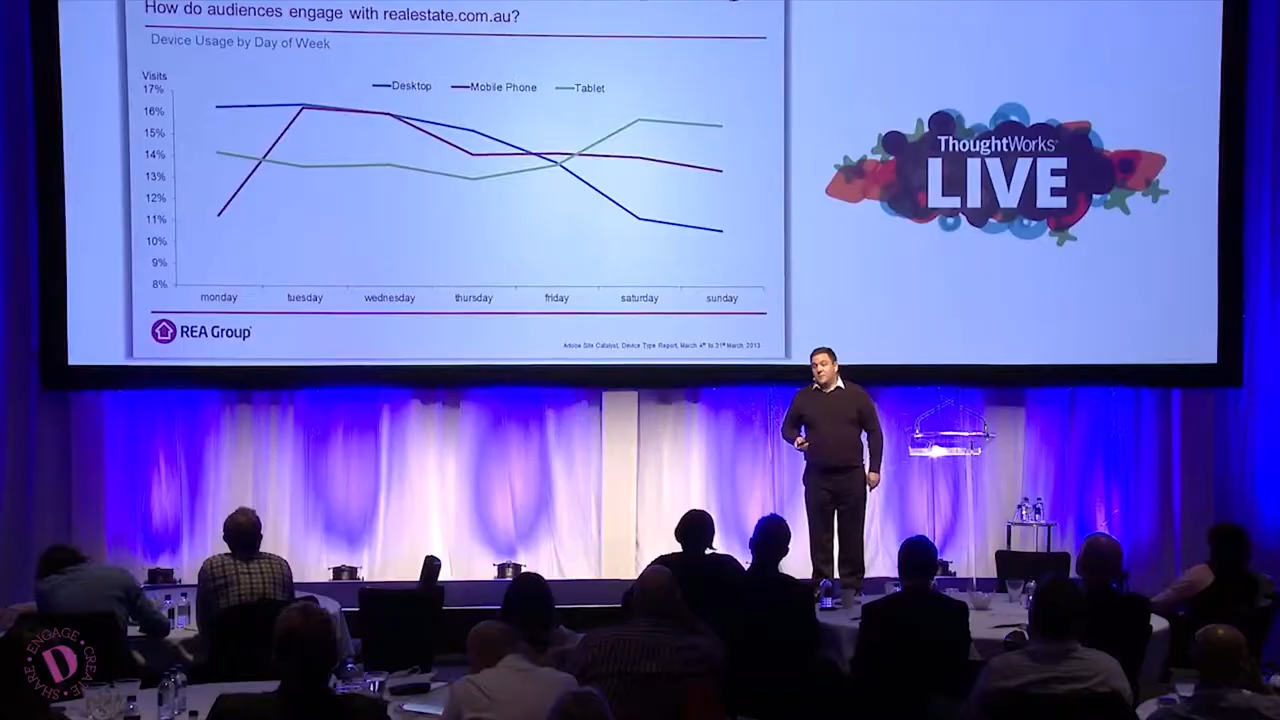 How do audiences engage with realestate.com.au?
Device Usage by Day of Week
Visits
Desktop
Mobile Phone
Tablet
17%
16%
15%
14%
13%
12%
11%
10%
9%
8%
monday
tuesday
wednesday
thursday
friday
saturday
sunday
REA Group
Adobe Site Catalyst, Device Type Report, March 4th to 31st March, 2013
ThoughtWorks®
LIVE
ENGAGE • CREATE • SHARE •
D